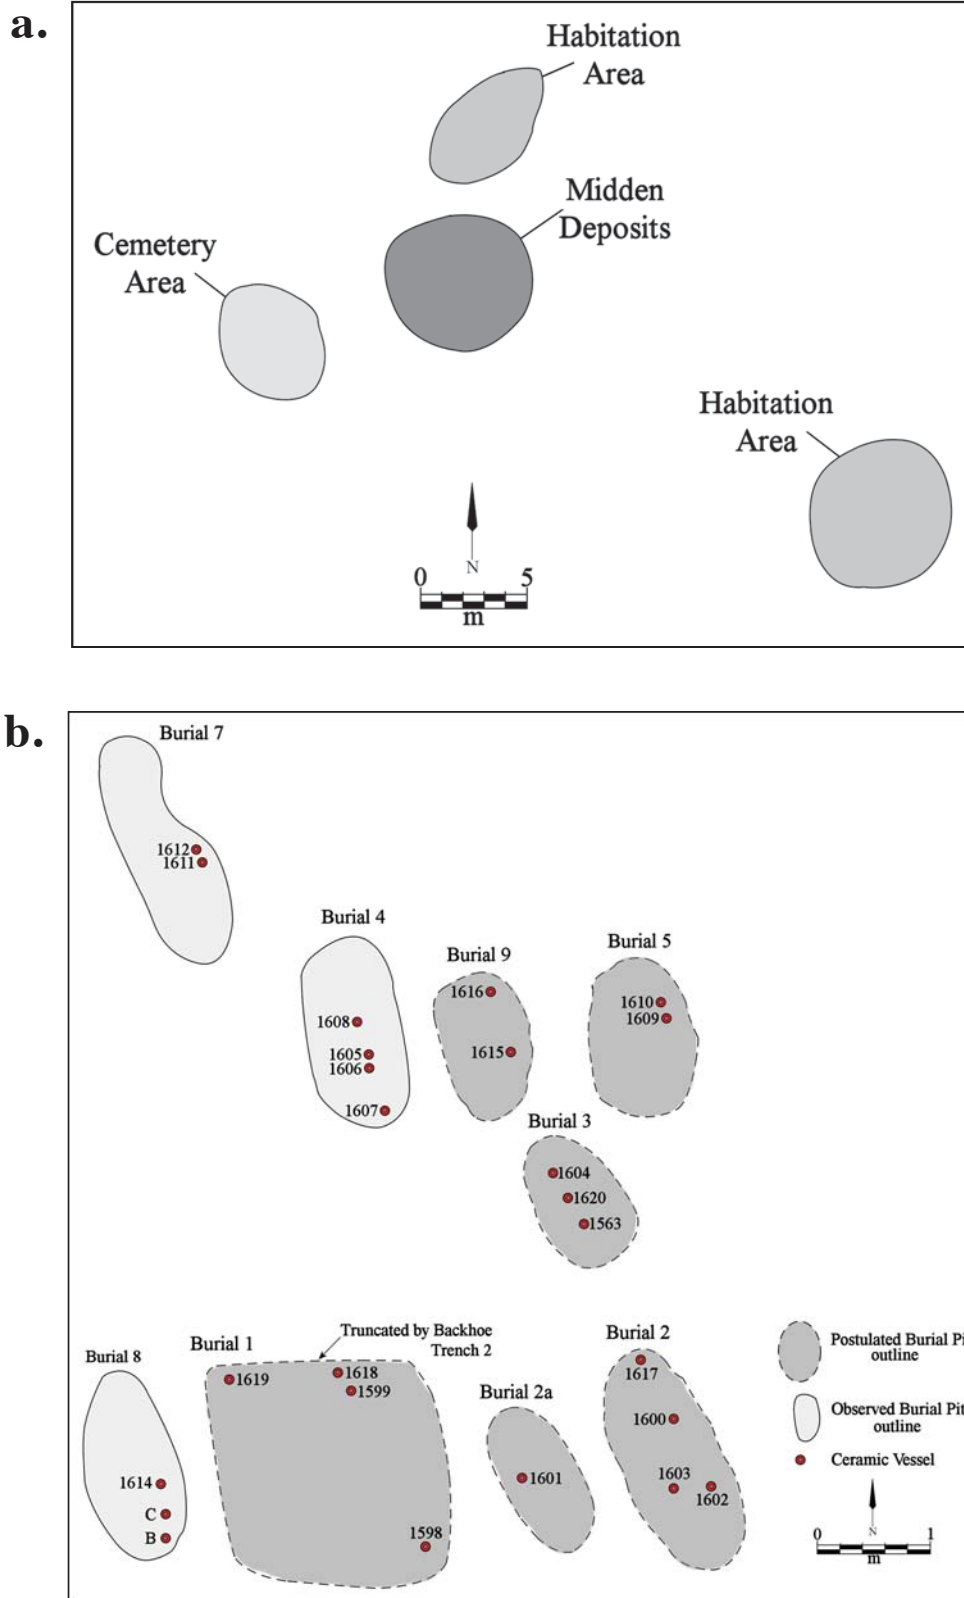 a.
Habitation
Area
Midden
Deposits
Cemetery
Area
Habitation
Area
N
0 5
m
b.
Burial 7
1612
1611
Burial 4
1608
1605
1606
1607
Burial 9
1616
1615
Burial 5
1610
1609
Burial 3
1604
1620
1563
Burial 8
1614
C
B
Burial 1
Truncated by Backhoe
Trench 2
1619
1618
1599
1598
Burial 2a
1601
Burial 2
1617
1600
1603
1602
Postulated Burial Pi
outline
Observed Burial Pit
outline
Ceramic Vessel
N
0 1
m